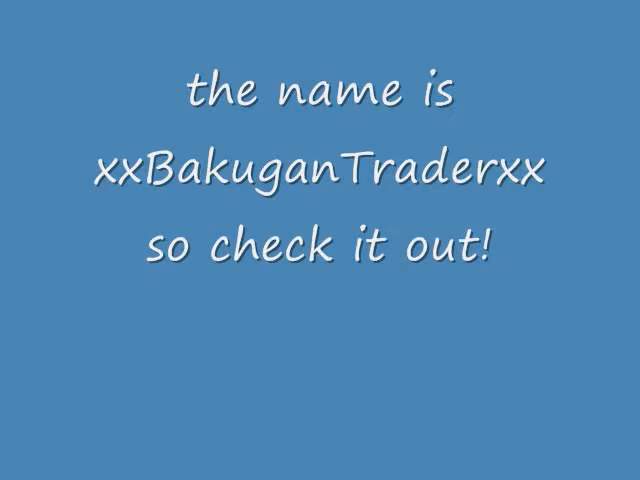 the name is
xxBakuganTraderxx
so check it out!